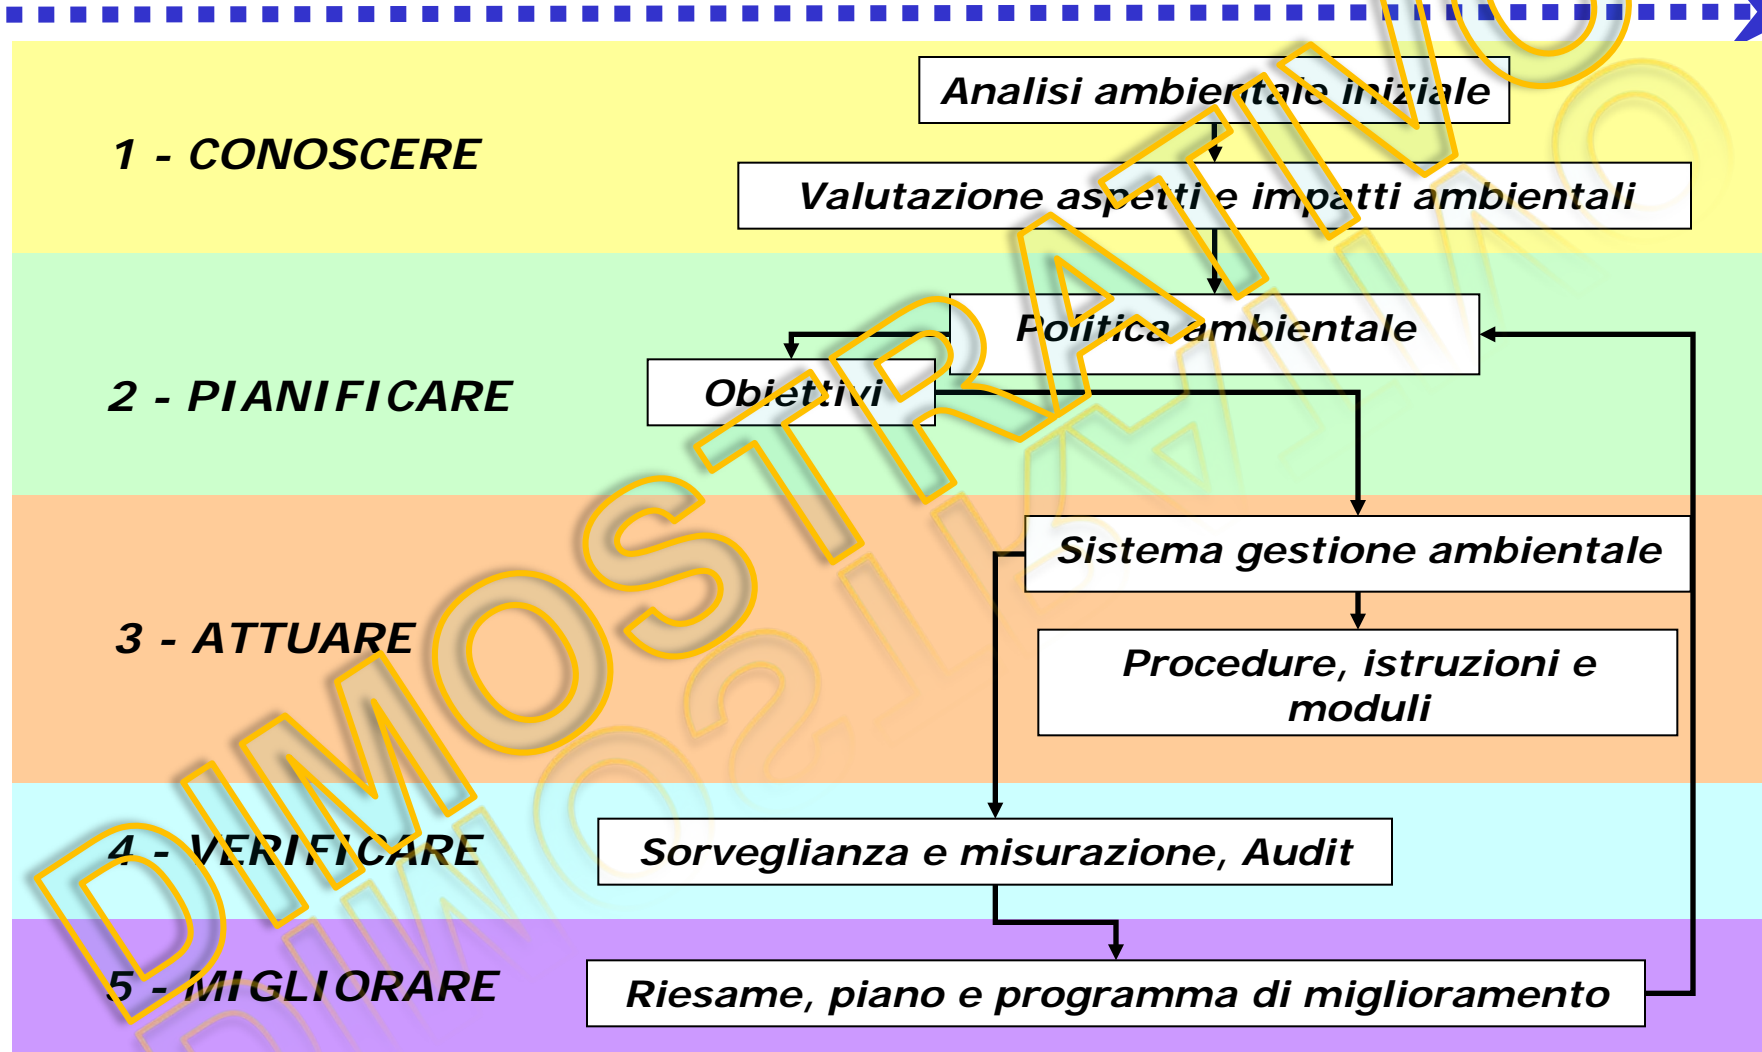 1 - CONOSCERE
Analisi ambientale iniziale
Valutazione aspetti e impatti ambientali
2 - PIANIFICARE
Politica ambientale
Obiettivi
3 - ATTUARE
Sistema gestione ambientale
Procedure, istruzioni e
moduli
4 - VERIFICARE
Sorveglianza e misurazione, Audit
5 - MIGLIORARE
Riesame, piano e programma di miglioramento
DIMOSTRATIVO